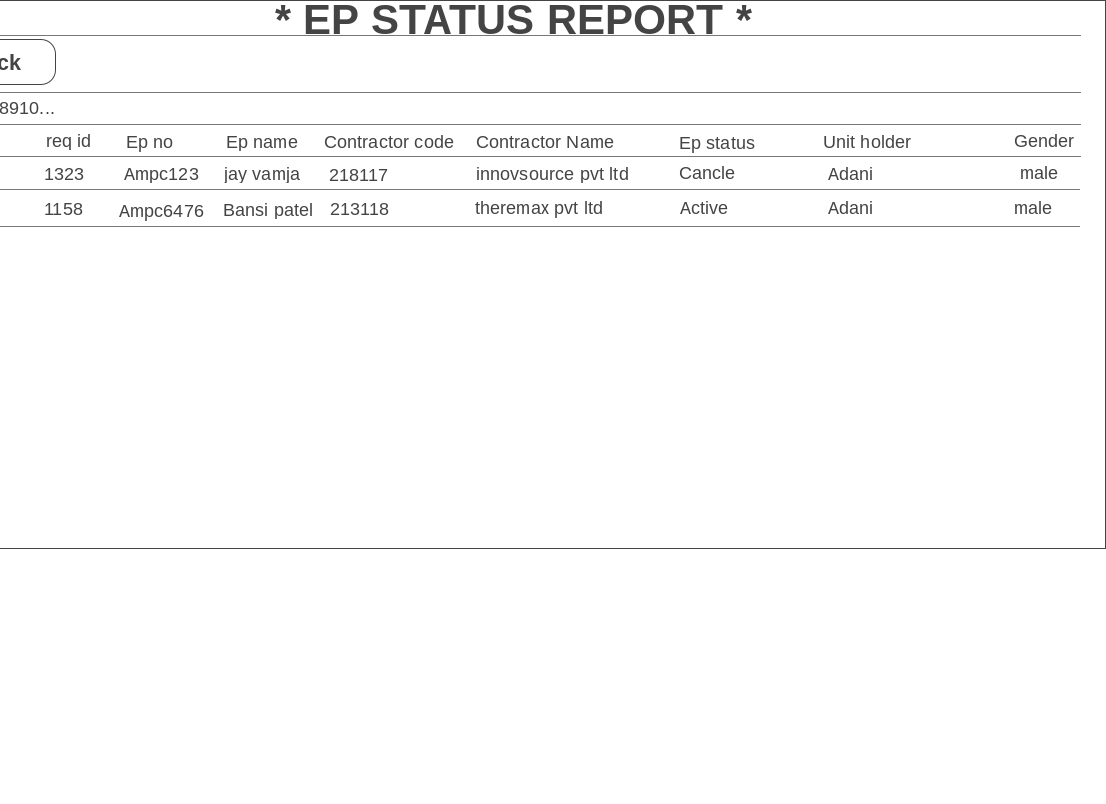 * EP STATUS REPORT *
ck
8910...
req id Ep no Ep name Contractor code Contractor Name Ep status Unit holder Gender
1323 Ampc123 jay vamja 218117 innovsource pvt ltd Cancle Adani male
1158 Ampc6476 Bansi patel 213118 theremax pvt ltd Active Adani male